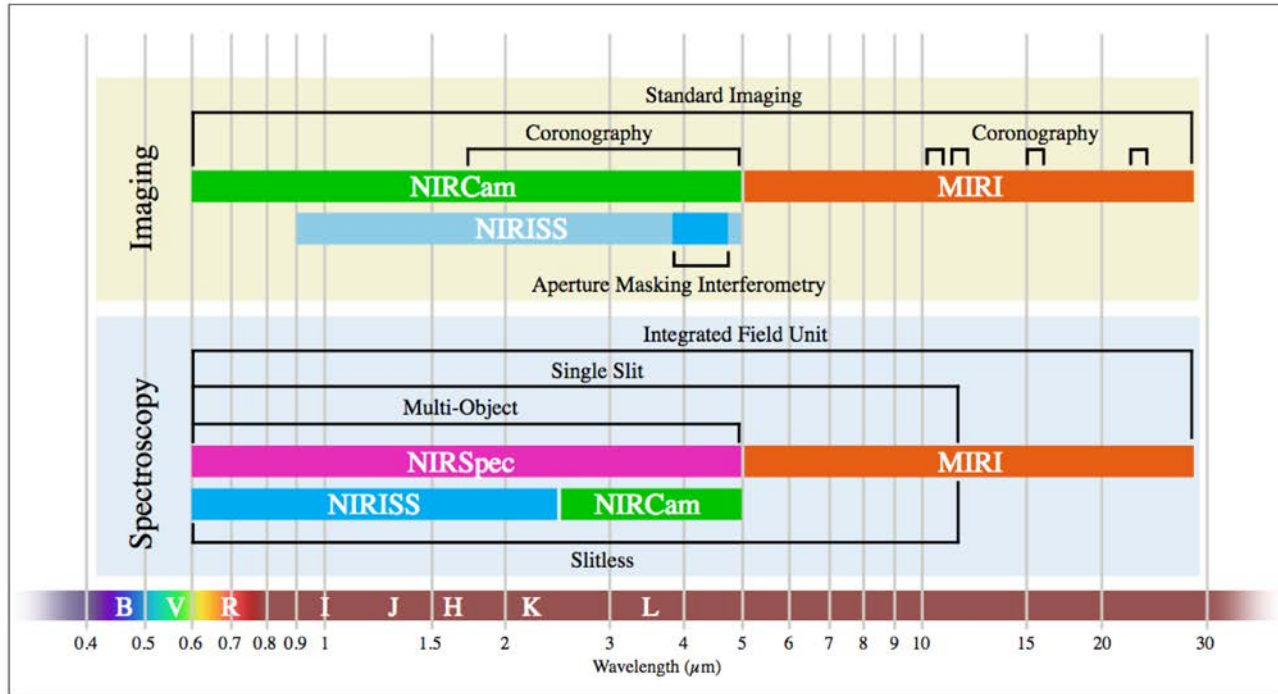 Standard Imaging
Coronography Coronography
NIRCam MIRI
NIRISS
Aperture Masking Interferometry
Imaging
Integrated Field Unit
Single Slit
Multi-Object
NIRSpec MIRI
NIRISS NIRCam
Slitless
Spectroscopy
B V R I J H K L
0.4 0.5 0.6 0.7 0.8 0.9 1 1.5 2 3 4 5 6 7 8 9 10 15 20 30
Wavelength (μm)